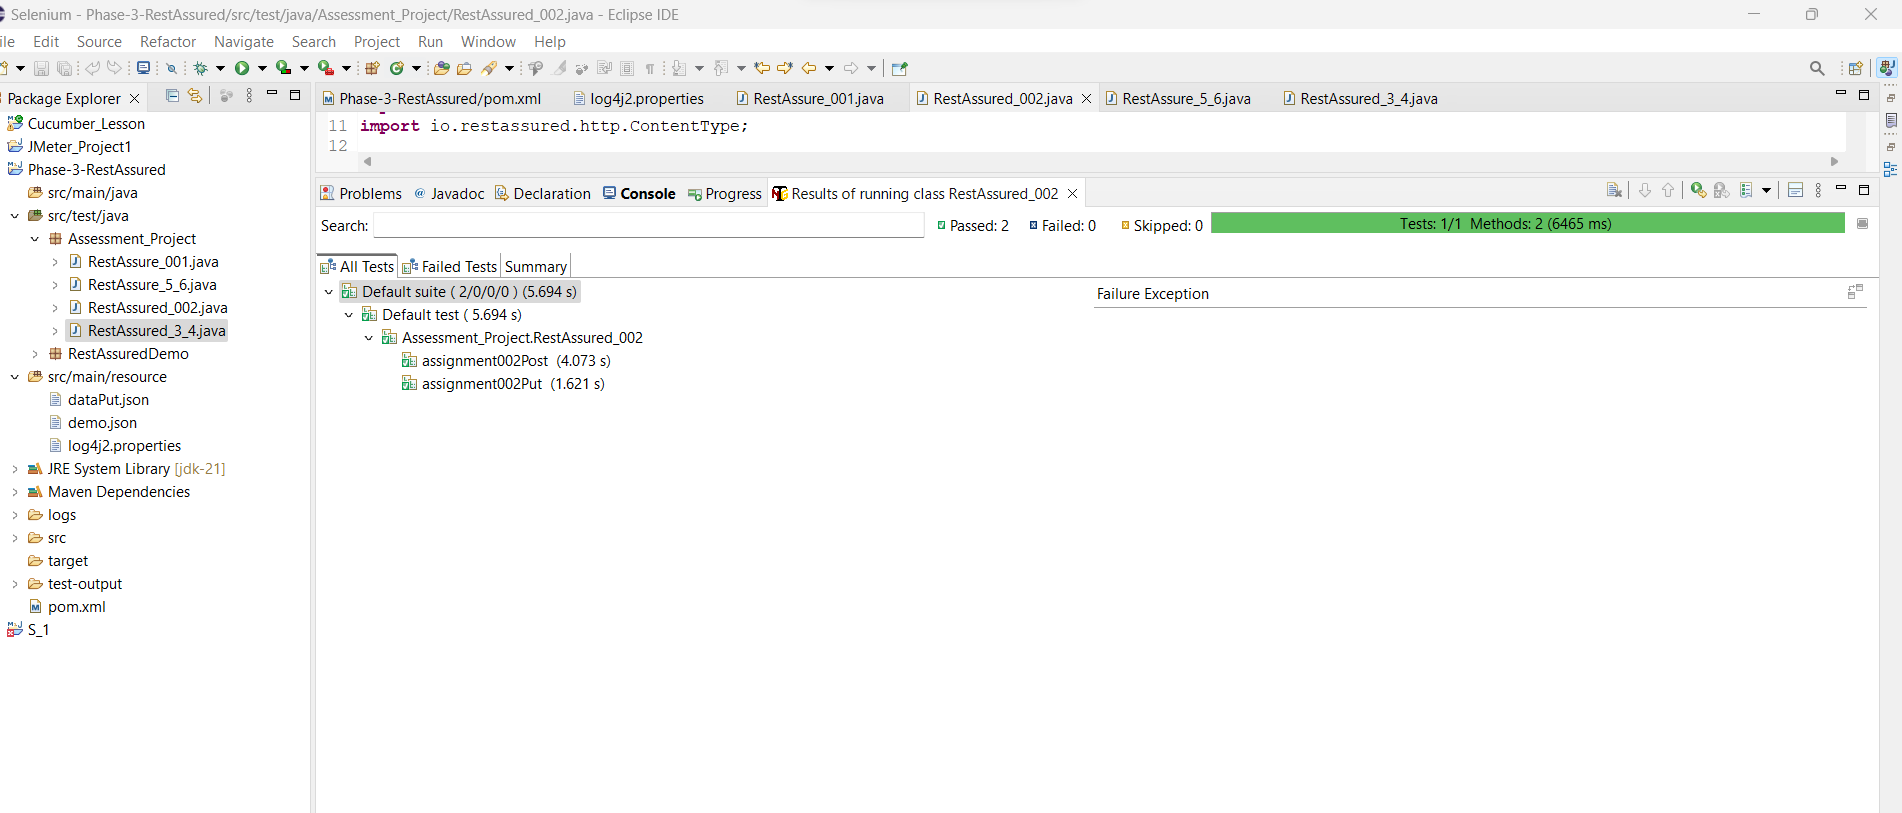 Selenium - Phase-3-RestAssured/src/test/java/Assessment_Project/RestAssured_002.java - Eclipse IDE
ile Edit Source Refactor Navigate Search Project Run Window Help
Package Explorer
Cucumber_Lesson
JMeter_Project1
Phase-3-RestAssured
src/main/java
src/test/java
Assessment_Project
RestAssure_001.java
RestAssure_5_6.java
RestAssured_002.java
RestAssured_3_4.java
RestAssuredDemo
src/main/resource
dataPut.json
demo.json
log4j2.properties
JRE System Library [jdk-21]
Maven Dependencies
logs
src
target
test-output
pom.xml
S_1
Phase-3-RestAssured/pom.xml log4j2.properties RestAssure_001.java RestAssured_002.java RestAssure_5_6.java RestAssured_3_4.java
11 import io.restassured.http.ContentType;
12
Problems Javadoc Declaration Console Progress Results of running class RestAssured_002
Search: Passed: 2 Failed: 0 Skipped: 0 Tests: 1/1 Methods: 2 (6465 ms)
All Tests Failed Tests Summary
Default suite ( 2/0/0/0 ) (5.694 s)
Default test ( 5.694 s)
Assessment_Project.RestAssured_002
assignment002Post (4.073 s)
assignment002Put (1.621 s)
Failure Exception